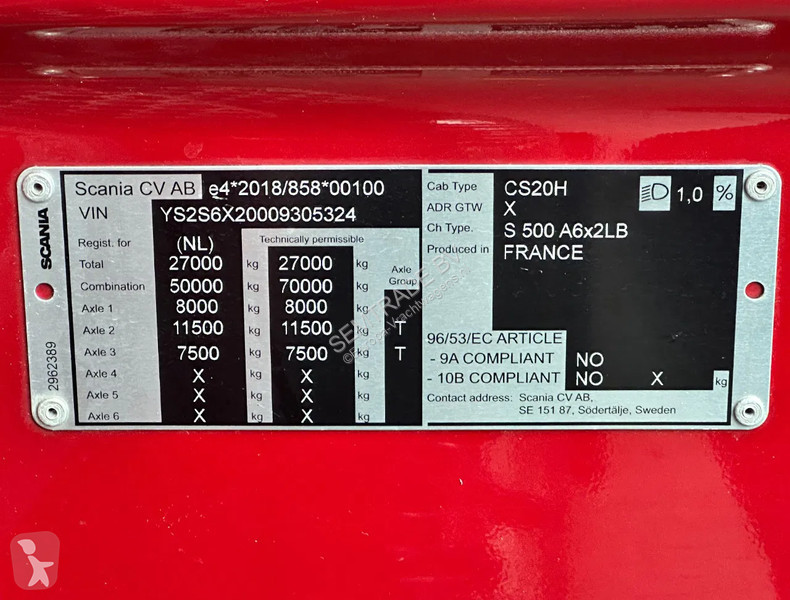 Scania CV AB e4*2018/858*00100
VIN YS2S6X20009305324
Regist. for (NL) Technically permissible
Total 27000 kg 27000 kg Axle
Combination 50000 kg 70000 kg Group
Axle 1 8000 kg 8000 kg
Axle 2 11500 kg 11500 kg T
Axle 3 7500 kg 7500 kg T
Axle 4 X kg X kg
Axle 5 X kg X kg
Axle 6 X kg X kg
SCANIA
2962389
Cab Type CS20H 1,0 %
ADR GTW X
Ch Type. S 500 A6x2LB
Produced in FRANCE
96/53/EC ARTICLE
- 9A COMPLIANT NO
- 10B COMPLIANT NO X kg
Contact address: Scania CV AB,
SE 151 87, Södertälje, Sweden